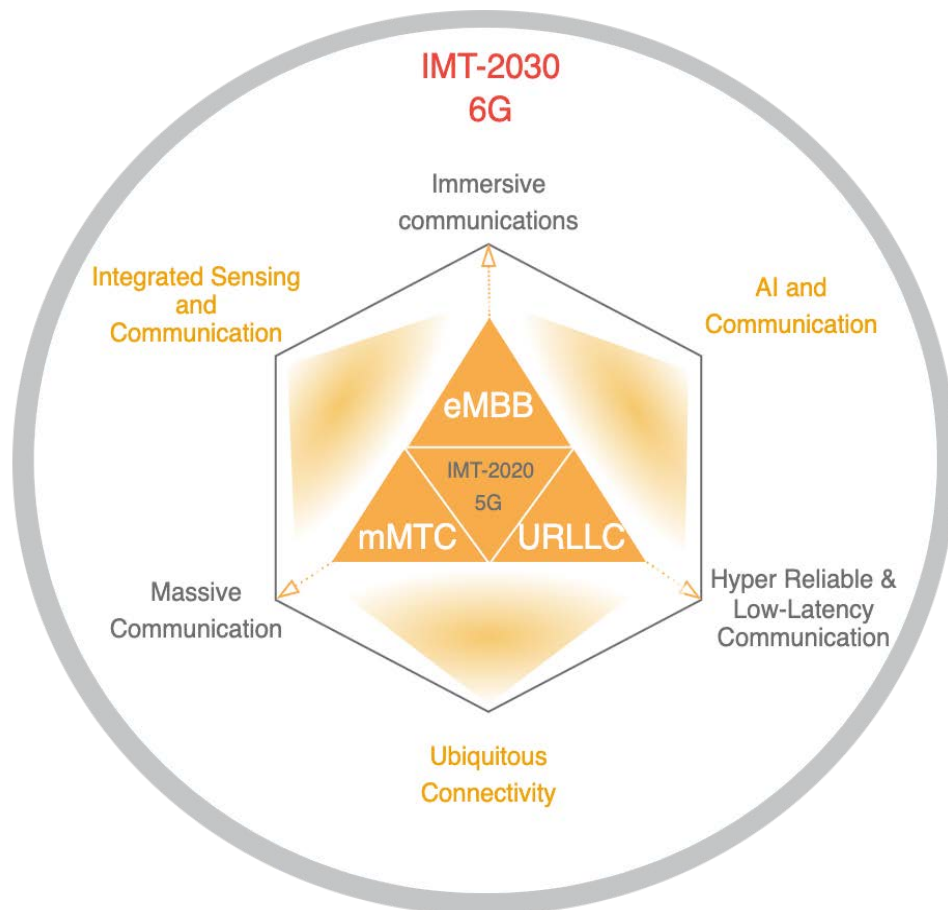 IMT-2030
6G
Immersive
communications
Integrated Sensing
and
Communication
AI and
Communication
eMBB
IMT-2020
5G
mMTC
URLLC
Massive
Communication
Hyper Reliable &
Low-Latency
Communication
Ubiquitous
Connectivity